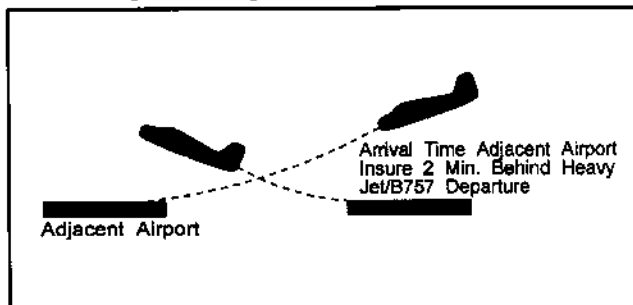 Arrival Time Adjacent Airport
Insure 2 Min. Behind Heavy
Jet/B757 Departure
Adjacent Airport